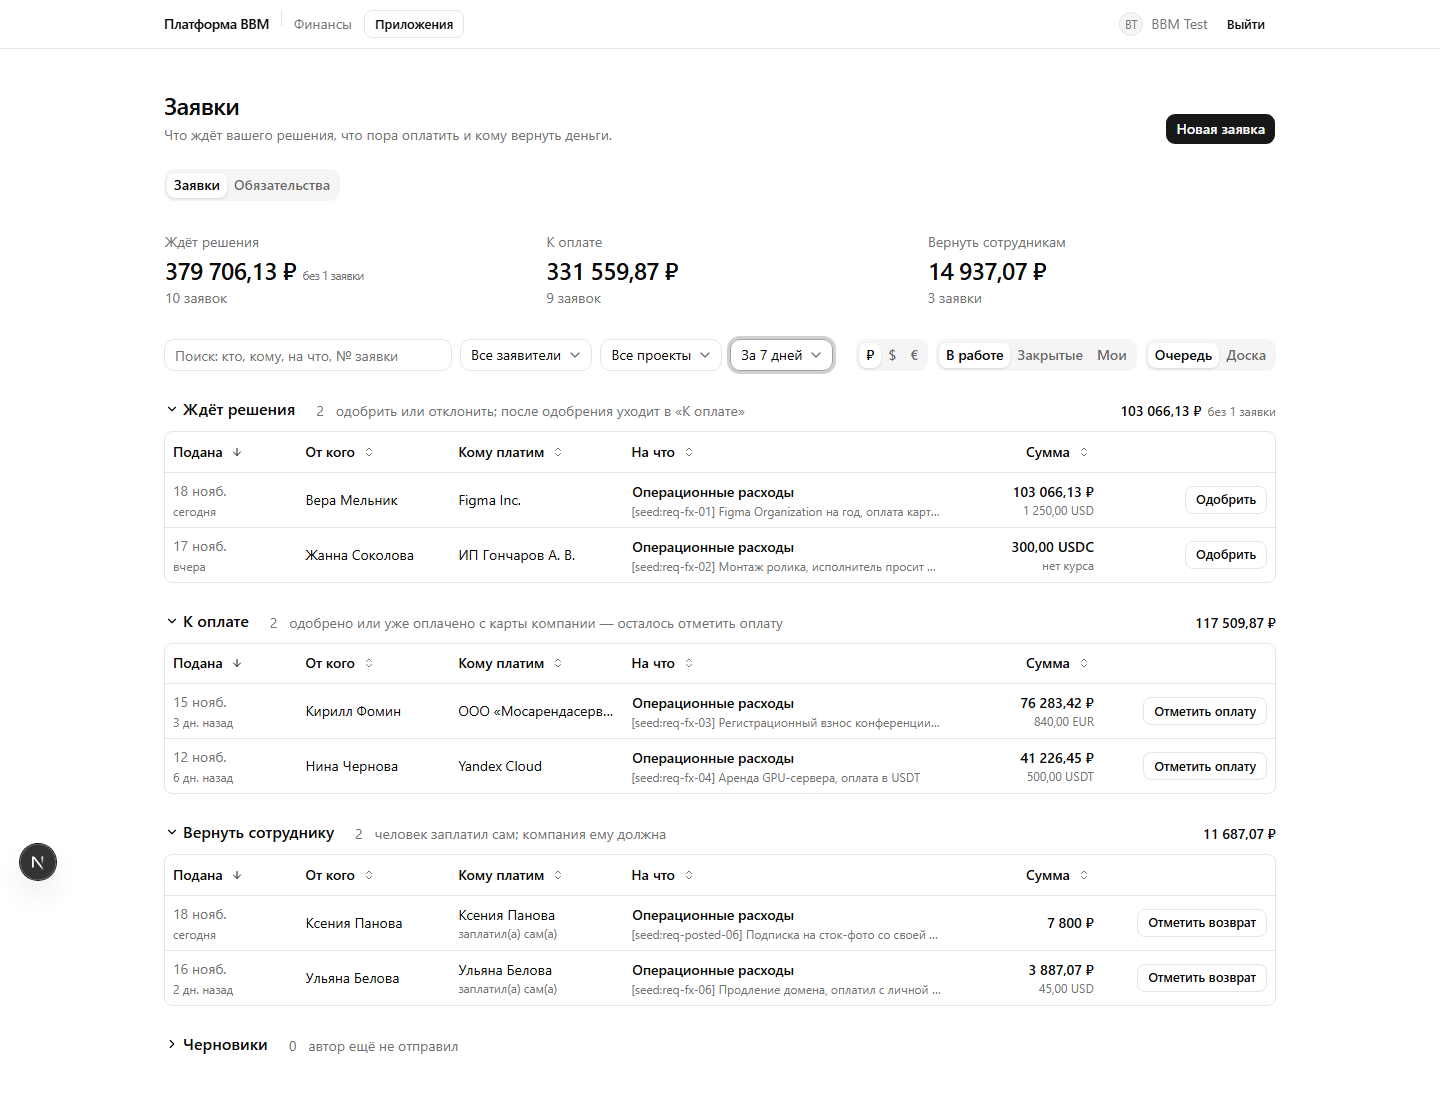 Платформа BBM Финансы Приложения BT BBM Test Выйти
Заявки
Что ждёт вашего решения, что пора оплатить и кому вернуть деньги.
Новая заявка
Заявки Обязательства
Ждёт решения К оплате Вернуть сотрудникам
379 706,13 ₽ без 1 заявки 331 559,87 ₽ 14 937,07 ₽
10 заявок 9 заявок 3 заявки
Поиск: кто, кому, на что, № заявки Все заявители Все проекты За 7 дней ₽ $ € В работе Закрытые Мои Очередь Доска
Ждёт решения 2 одобрить или отклонить; после одобрения уходит в «К оплате» 103 066,13 ₽ без 1 заявки
Подана От кого Кому платим На что Сумма
18 нояб. Операционные расходы 103 066,13 ₽
Вера Мельник Figma Inc. Одобрить
сегодня [seed:req-fx-01] Figma Organization на год, оплата карт... 1 250,00 USD
17 нояб. Операционные расходы 300,00 USDC
Жанна Соколова ИП Гончаров А. В. Одобрить
вчера [seed:req-fx-02] Монтаж ролика, исполнитель просит ... нет курса
К оплате 2 одобрено или уже оплачено с карты компании — осталось отметить оплату 117 509,87 ₽
Подана От кого Кому платим На что Сумма
15 нояб. Операционные расходы 76 283,42 ₽
Кирилл Фомин ООО «Мосарендасерв... Отметить оплату
3 дн. назад [seed:req-fx-03] Регистрационный взнос конференции... 840,00 EUR
12 нояб. Операционные расходы 41 226,45 ₽
Нина Чернова Yandex Cloud Отметить оплату
6 дн. назад [seed:req-fx-04] Аренда GPU-сервера, оплата в USDT 500,00 USDT
Вернуть сотруднику 2 человек заплатил сам; компания ему должна 11 687,07 ₽
Подана От кого Кому платим На что Сумма
18 нояб. Ксения Панова Операционные расходы
Ксения Панова 7 800 ₽ Отметить возврат
сегодня заплатил(а) сам(а) [seed:req-posted-06] Подписка на сток-фото со своей ...
16 нояб. Ульяна Белова Операционные расходы 3 887,07 ₽
Ульяна Белова Отметить возврат
2 дн. назад заплатил(а) сам(а) [seed:req-fx-06] Продление домена, оплатил с личной ... 45,00 USD
Черновики 0 автор ещё не отправил
N